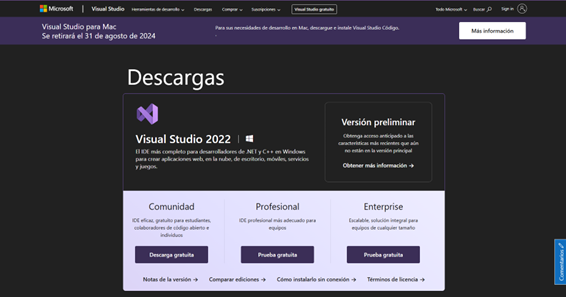 Microsoft | Visual Studio Herramientas de desarrollo Descargas Comprar Suscripciones Visual Studio gratuito Todo Microsoft Buscar Sign in
Visual Studio para Mac
Se retirará el 31 de agosto de 2024
Para sus necesidades de desarrollo en Mac, descargue e instale Visual Studio Código.
Más información
Descargas
Visual Studio 2022 |
El IDE más completo para desarrolladores de .NET y C++ en Windows
para crear aplicaciones web, en la nube, de escritorio, móviles, servicios
y juegos.
Versión preliminar
Obtenga acceso anticipado a las
características más recientes que aún
no están en la versión principal
Obtener más información →
Comunidad
IDE eficaz, gratuito para estudiantes,
colaboradores de código abierto e
individuos
Descarga gratuita
Profesional
IDE profesional más adecuado para
equipos
Prueba gratuita
Enterprise
Escalable, solución integral para
equipos de cualquier tamaño
Prueba gratuita
Notas de la versión → Comparar ediciones → Cómo instalarlo sin conexión → Términos de licencia →
Comentarios